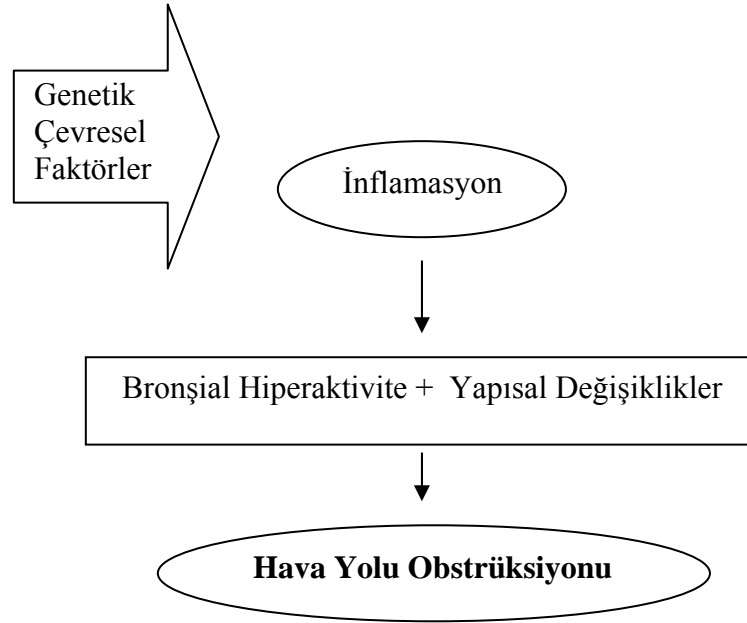 Genetik
Çevresel
Faktörler
İnflamasyon
Bronşial Hiperaktivite + Yapısal Değişiklikler
Hava Yolu Obstrüksiyonu